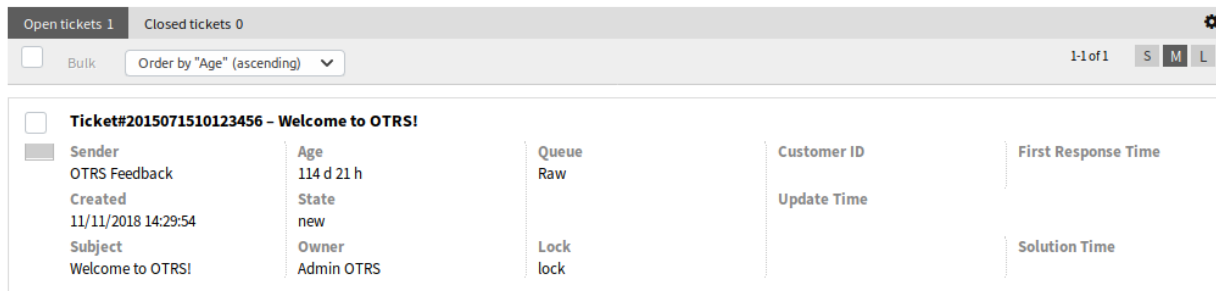 Open tickets 1 Closed tickets 0
Bulk Order by "Age" (ascending) 1-1 of 1 S M L
Ticket#2015071510123456 – Welcome to OTRS!
Sender Age Queue Customer ID First Response Time
OTRS Feedback 114 d 21 h Raw
Created State Update Time
11/11/2018 14:29:54 new
Subject Owner Lock Solution Time
Welcome to OTRS! Admin OTRS lock